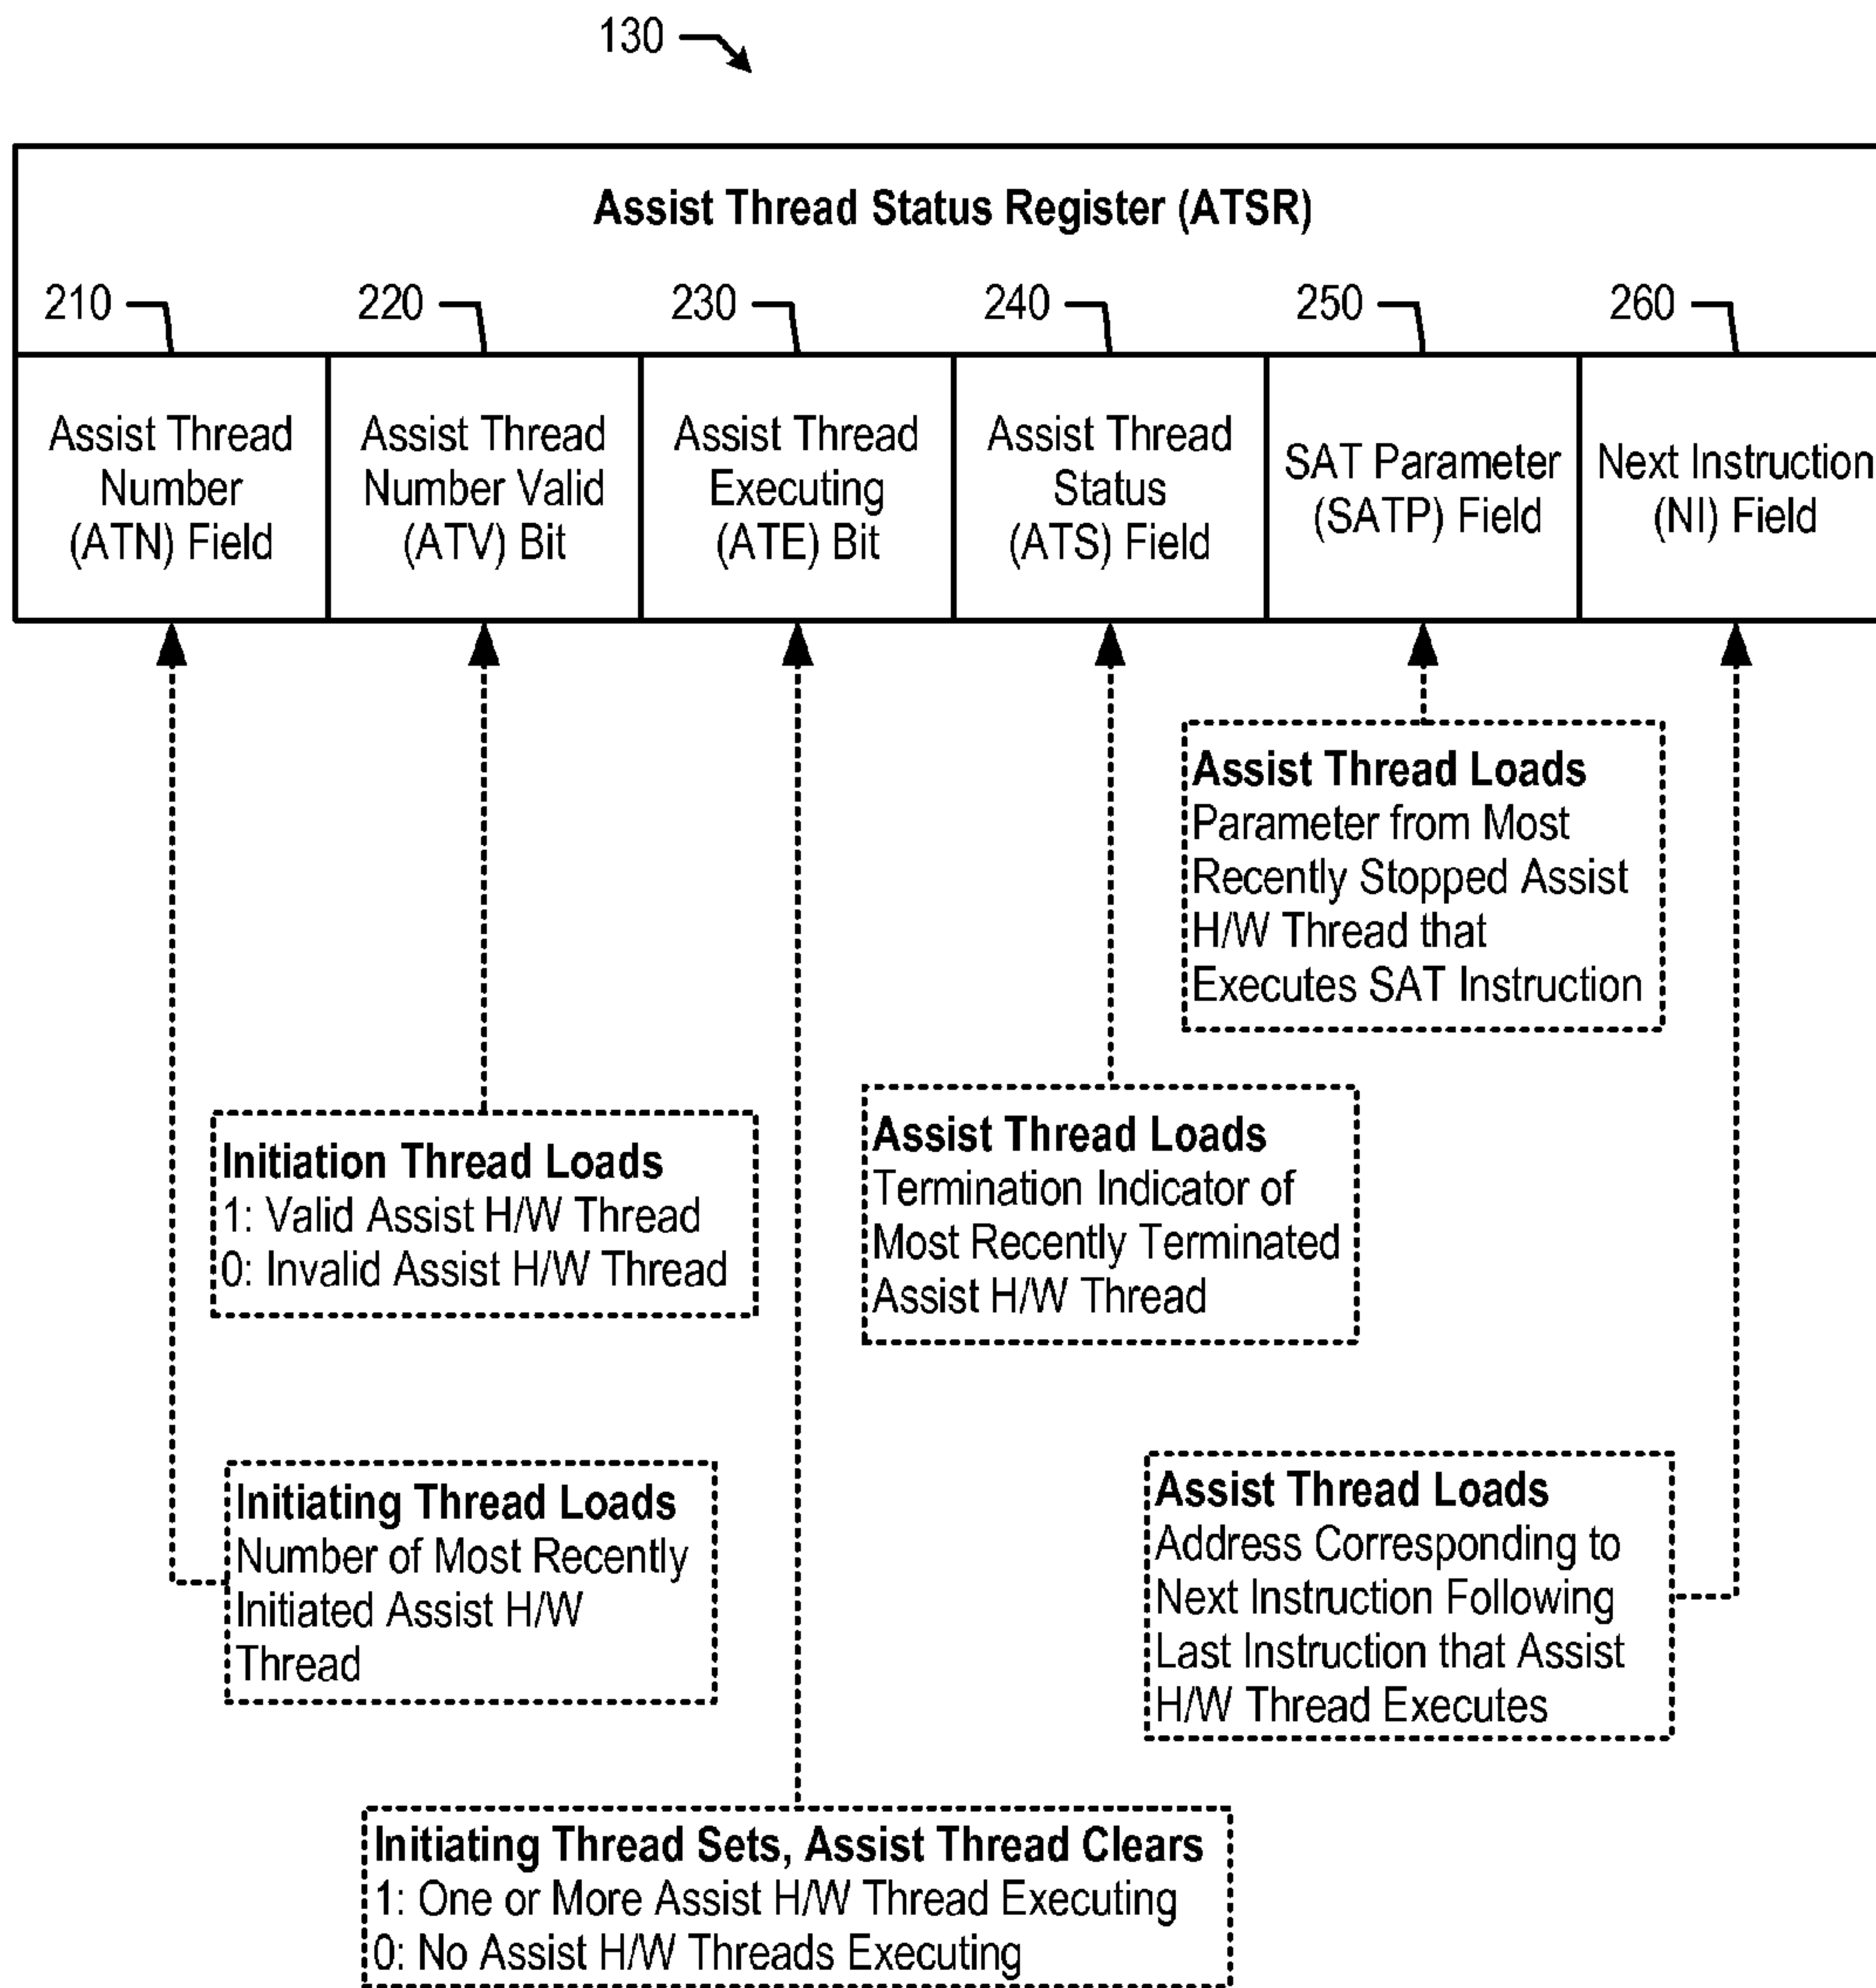 130
Assist Thread Status Register (ATSR)
210
220
230
240
250
260
Assist Thread
Number
(ATN) Field
Assist Thread
Number Valid
(ATV) Bit
Assist Thread
Executing
(ATE) Bit
Assist Thread
Status
(ATS) Field
SAT Parameter
(SATP) Field
Next Instruction
(NI) Field
Assist Thread Loads
Parameter from Most
Recently Stopped Assist
H/W Thread that
Executes SAT Instruction
Initiation Thread Loads
1: Valid Assist H/W Thread
0: Invalid Assist H/W Thread
Assist Thread Loads
Termination Indicator of
Most Recently Terminated
Assist H/W Thread
Initiating Thread Loads
Number of Most Recently
Initiated Assist H/W
Thread
Assist Thread Loads
Address Corresponding to
Next Instruction Following
Last Instruction that Assist
H/W Thread Executes
Initiating Thread Sets, Assist Thread Clears
1: One or More Assist H/W Thread Executing
0: No Assist H/W Threads Executing